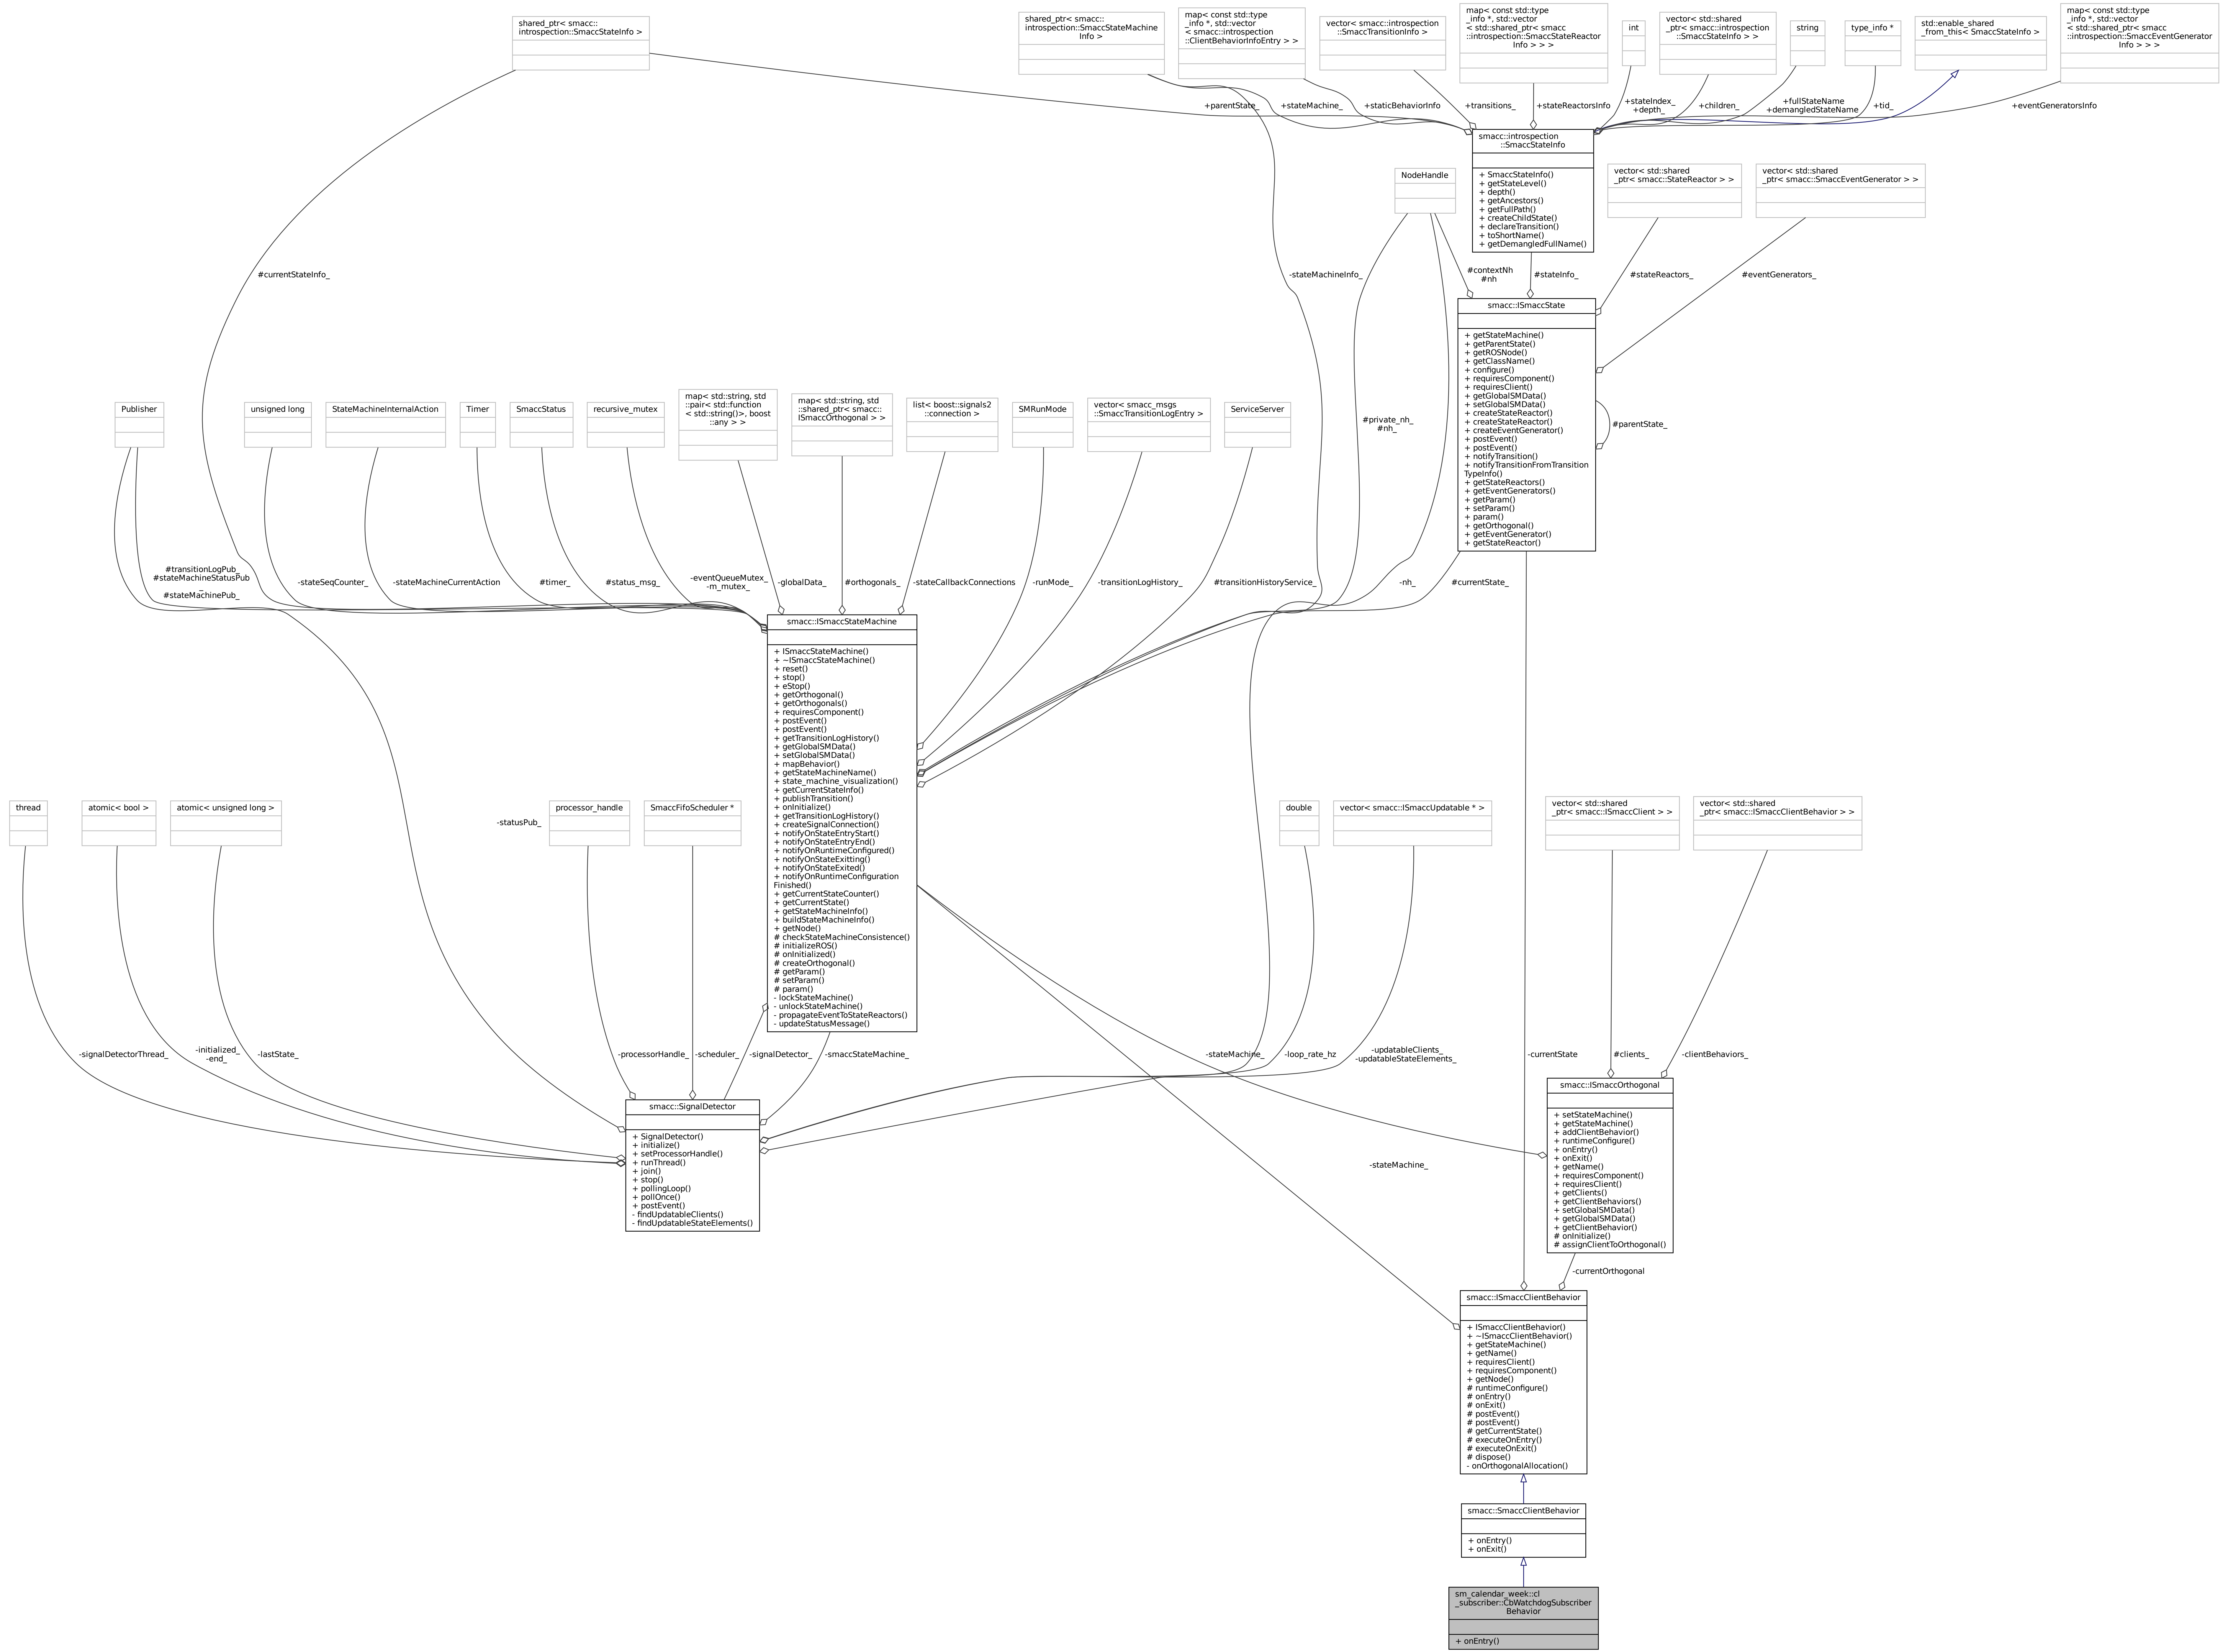 shared_ptr< smacc::
introspection::SmaccStateInfo >
shared_ptr< smacc::
introspection::SmaccStateMachine
Info >
map< const std::type
_info *, std::vector
< smacc::introspection
::ClientBehaviorInfoEntry > >
vector< smacc::introspection
::SmaccTransitionInfo >
map< const std::type
_info *, std::vector
< std::shared_ptr< smacc
::introspection::SmaccStateReactor
Info > > >
int
vector< std::shared
_ptr< smacc::introspection
::SmaccStateInfo > >
string
type_info *
std::enable_shared
_from_this< SmaccStateInfo >
map< const std::type
_info *, std::vector
< std::shared_ptr< smacc
::introspection::SmaccEventGenerator
Info > > >
+parentState_
+stateMachine_
+staticBehaviorInfo
+transitions_
+stateReactorsInfo
+stateIndex_
+depth_
+children_
+fullStateName
+demangledStateName
+tid_
+eventGeneratorsInfo
smacc::introspection
::SmaccStateInfo
+ SmaccStateInfo()
+ getStateLevel()
+ depth()
+ getAncestors()
+ getFullPath()
+ createChildState()
+ declareTransition()
+ toShortName()
+ getDemangledFullName()
NodeHandle
vector< std::shared
_ptr< smacc::StateReactor > >
vector< std::shared
_ptr< smacc::SmaccEventGenerator > >
#currentStateInfo_
-stateMachineInfo_
#contextNh
#nh
#stateInfo_
#stateReactors_
#eventGenerators_
smacc::ISmaccState
+ getStateMachine()
+ getParentState()
+ getROSNode()
+ getClassName()
+ configure()
+ requiresComponent()
+ requiresClient()
+ getGlobalSMData()
+ setGlobalSMData()
+ createStateReactor()
+ createStateReactor()
+ createEventGenerator()
+ postEvent()
+ postEvent()
+ notifyTransition()
+ notifyTransitionFromTransition
TypeInfo()
+ getStateReactors()
+ getEventGenerators()
+ getParam()
+ setParam()
+ param()
+ getOrthogonal()
+ getEventGenerator()
+ getStateReactor()
#parentState_
Publisher
unsigned long
StateMachineInternalAction
Timer
SmaccStatus
recursive_mutex
map< std::string, std
::pair< std::function
< std::string()>, boost
::any > >
map< std::string, std
::shared_ptr< smacc::
ISmaccOrthogonal > >
list< boost::signals2
::connection >
SMRunMode
vector< smacc_msgs
::SmaccTransitionLogEntry >
ServiceServer
#private_nh_
#nh_
#transitionLogPub_
#stateMachineStatusPub
_
#stateMachinePub_
-stateSeqCounter_
-stateMachineCurrentAction
#timer_
#status_msg_
-eventQueueMutex_
-m_mutex_
-globalData_
#orthogonals_
-stateCallbackConnections
-runMode_
-transitionLogHistory_
#transitionHistoryService_
-nh_
#currentState_
smacc::ISmaccStateMachine
+ ISmaccStateMachine()
+ ~ISmaccStateMachine()
+ reset()
+ stop()
+ eStop()
+ getOrthogonal()
+ getOrthogonals()
+ requiresComponent()
+ postEvent()
+ postEvent()
+ getTransitionLogHistory()
+ getGlobalSMData()
+ setGlobalSMData()
+ mapBehavior()
+ getStateMachineName()
+ state_machine_visualization()
+ getCurrentStateInfo()
+ publishTransition()
+ onInitialize()
+ getTransitionLogHistory()
+ createSignalConnection()
+ notifyOnStateEntryStart()
+ notifyOnStateEntryEnd()
+ notifyOnRuntimeConfigured()
+ notifyOnStateExitting()
+ notifyOnStateExited()
+ notifyOnRuntimeConfiguration
Finished()
+ getCurrentStateCounter()
+ getCurrentState()
+ getStateMachineInfo()
+ buildStateMachineInfo()
+ getNode()
# checkStateMachineConsistence()
# initializeROS()
# onInitialized()
# createOrthogonal()
# getParam()
# setParam()
# param()
- lockStateMachine()
- unlockStateMachine()
- propagateEventToStateReactors()
- updateStatusMessage()
thread
atomic< bool >
atomic< unsigned long >
-statusPub_
processor_handle
SmaccFifoScheduler *
double
vector< smacc::ISmaccUpdatable * >
vector< std::shared
_ptr< smacc::ISmaccClient > >
vector< std::shared
_ptr< smacc::ISmaccClientBehavior > >
-signalDetectorThread_
-initialized_
-end_
-lastState_
-processorHandle_
-scheduler_
-signalDetector_
-smaccStateMachine_
-stateMachine_
-loop_rate_hz
-updatableClients_
-updatableStateElements_
-currentState
#clients_
-clientBehaviors_
smacc::SignalDetector
+ SignalDetector()
+ initialize()
+ setProcessorHandle()
+ runThread()
+ join()
+ stop()
+ pollingLoop()
+ pollOnce()
+ postEvent()
- findUpdatableClients()
- findUpdatableStateElements()
smacc::ISmaccOrthogonal
+ setStateMachine()
+ getStateMachine()
+ addClientBehavior()
+ runtimeConfigure()
+ onEntry()
+ onExit()
+ getName()
+ requiresComponent()
+ requiresClient()
+ getClients()
+ getClientBehaviors()
+ setGlobalSMData()
+ getGlobalSMData()
+ getClientBehavior()
# onInitialize()
# assignClientToOrthogonal()
-stateMachine_
-currentOrthogonal
smacc::ISmaccClientBehavior
+ ISmaccClientBehavior()
+ ~ISmaccClientBehavior()
+ getStateMachine()
+ getName()
+ requiresClient()
+ requiresComponent()
+ getNode()
# runtimeConfigure()
# onEntry()
# onExit()
# postEvent()
# postEvent()
# getCurrentState()
# executeOnEntry()
# executeOnExit()
# dispose()
- onOrthogonalAllocation()
smacc::SmaccClientBehavior
+ onEntry()
+ onExit()
sm_calendar_week::cl
_subscriber::CbWatchdogSubscriber
Behavior
+ onEntry()